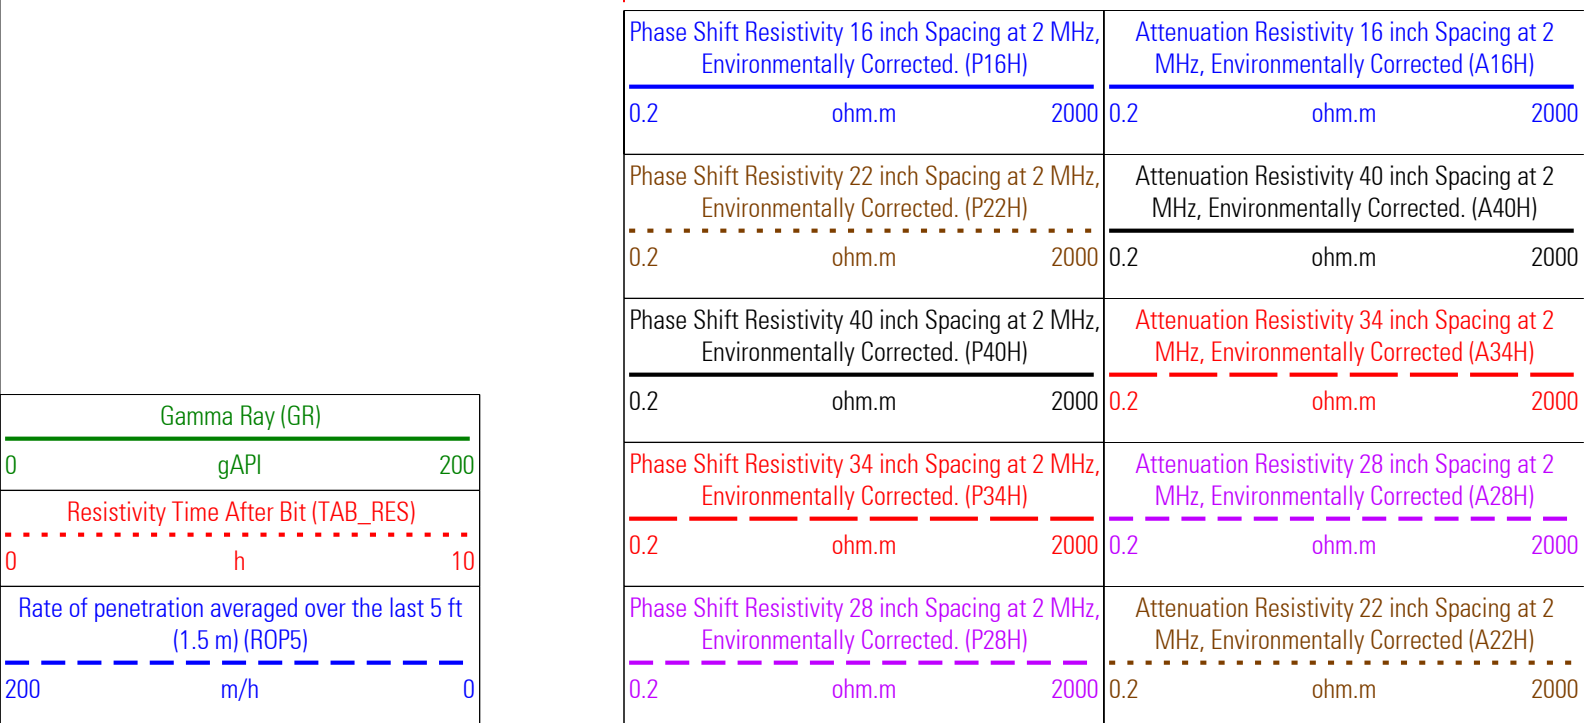 Phase Shift Resistivity 16 inch Spacing at 2 MHz,
Environmentally Corrected. (P16H)
0.2 ohm.m 2000
Phase Shift Resistivity 22 inch Spacing at 2 MHz,
Environmentally Corrected. (P22H)
0.2 ohm.m 2000
Phase Shift Resistivity 40 inch Spacing at 2 MHz,
Environmentally Corrected. (P40H)
0.2 ohm.m 2000
Phase Shift Resistivity 34 inch Spacing at 2 MHz,
Environmentally Corrected. (P34H)
0.2 ohm.m 2000
Phase Shift Resistivity 28 inch Spacing at 2 MHz,
Environmentally Corrected. (P28H)
0.2 ohm.m 2000
Attenuation Resistivity 16 inch Spacing at 2
MHz, Environmentally Corrected (A16H)
0.2 ohm.m 2000
Attenuation Resistivity 40 inch Spacing at 2
MHz, Environmentally Corrected. (A40H)
0.2 ohm.m 2000
Attenuation Resistivity 34 inch Spacing at 2
MHz, Environmentally Corrected (A34H)
0.2 ohm.m 2000
Attenuation Resistivity 28 inch Spacing at 2
MHz, Environmentally Corrected (A28H)
0.2 ohm.m 2000
Attenuation Resistivity 22 inch Spacing at 2
MHz, Environmentally Corrected (A22H)
0.2 ohm.m 2000
Gamma Ray (GR)
0 gAPI 200
Resistivity Time After Bit (TAB_RES)
0 h 10
Rate of penetration averaged over the last 5 ft
(1.5 m) (ROP5)
200 m/h 0